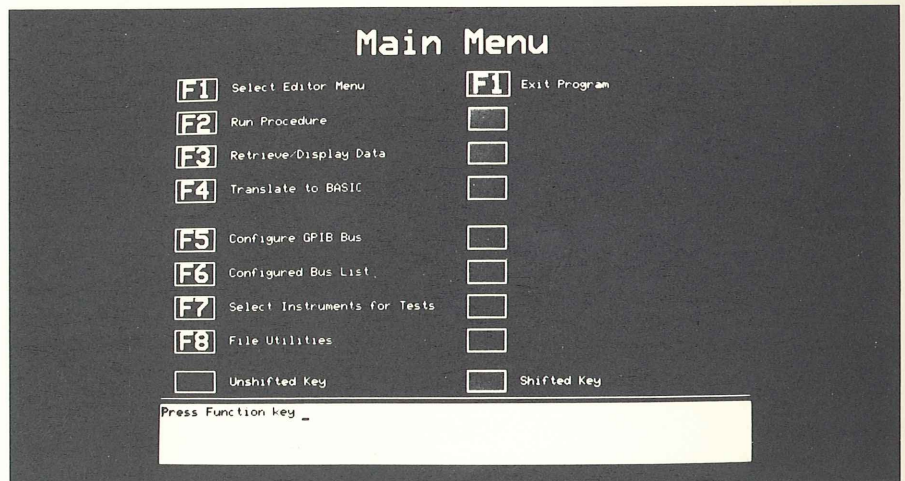 Main Menu
F1 Select Editor Menu
F1 Exit Program
F2 Run Procedure
F3 Retrieve/Display Data
F4 Translate to BASIC
F5 Configure GPIB Bus
F6 Configured Bus List
F7 Select Instruments for Tests
F8 File Utilities
Unshifted Key
Shifted Key
Press Function key _